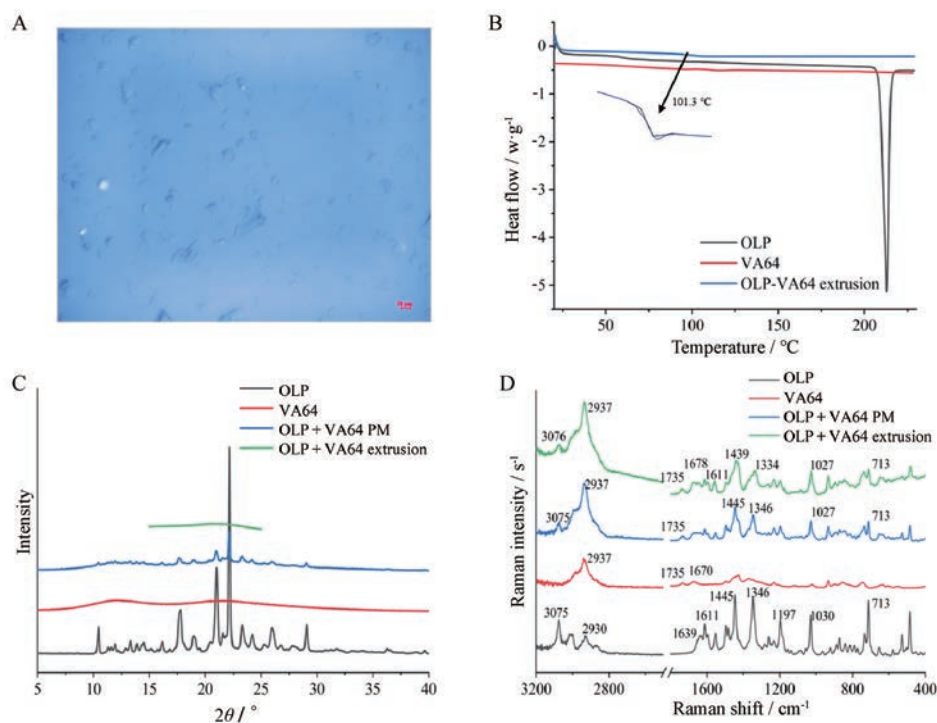 A
B
0
-1
-2
-3
-4
-5
Heat flow / w·g⁻¹
101.3 °C
OLP
VA64
OLP-VA64 extrusion
50
100
150
200
Temperature / °C
C
OLP
VA64
OLP + VA64 PM
OLP + VA64 extrusion
Intensity
5
10
15
20
25
30
35
40
2θ / °
D
OLP
VA64
OLP + VA64 PM
OLP + VA64 extrusion
Raman intensity / s⁻¹
3076
2937
1735
1678
1611
1439
1334
1027
713
3075
2937
1735
1445
1346
1027
713
2937
1735
1670
3075
2930
1639
1611
1445
1346
1197
1030
713
3200
2800
1600
1200
800
400
Raman shift / cm⁻¹